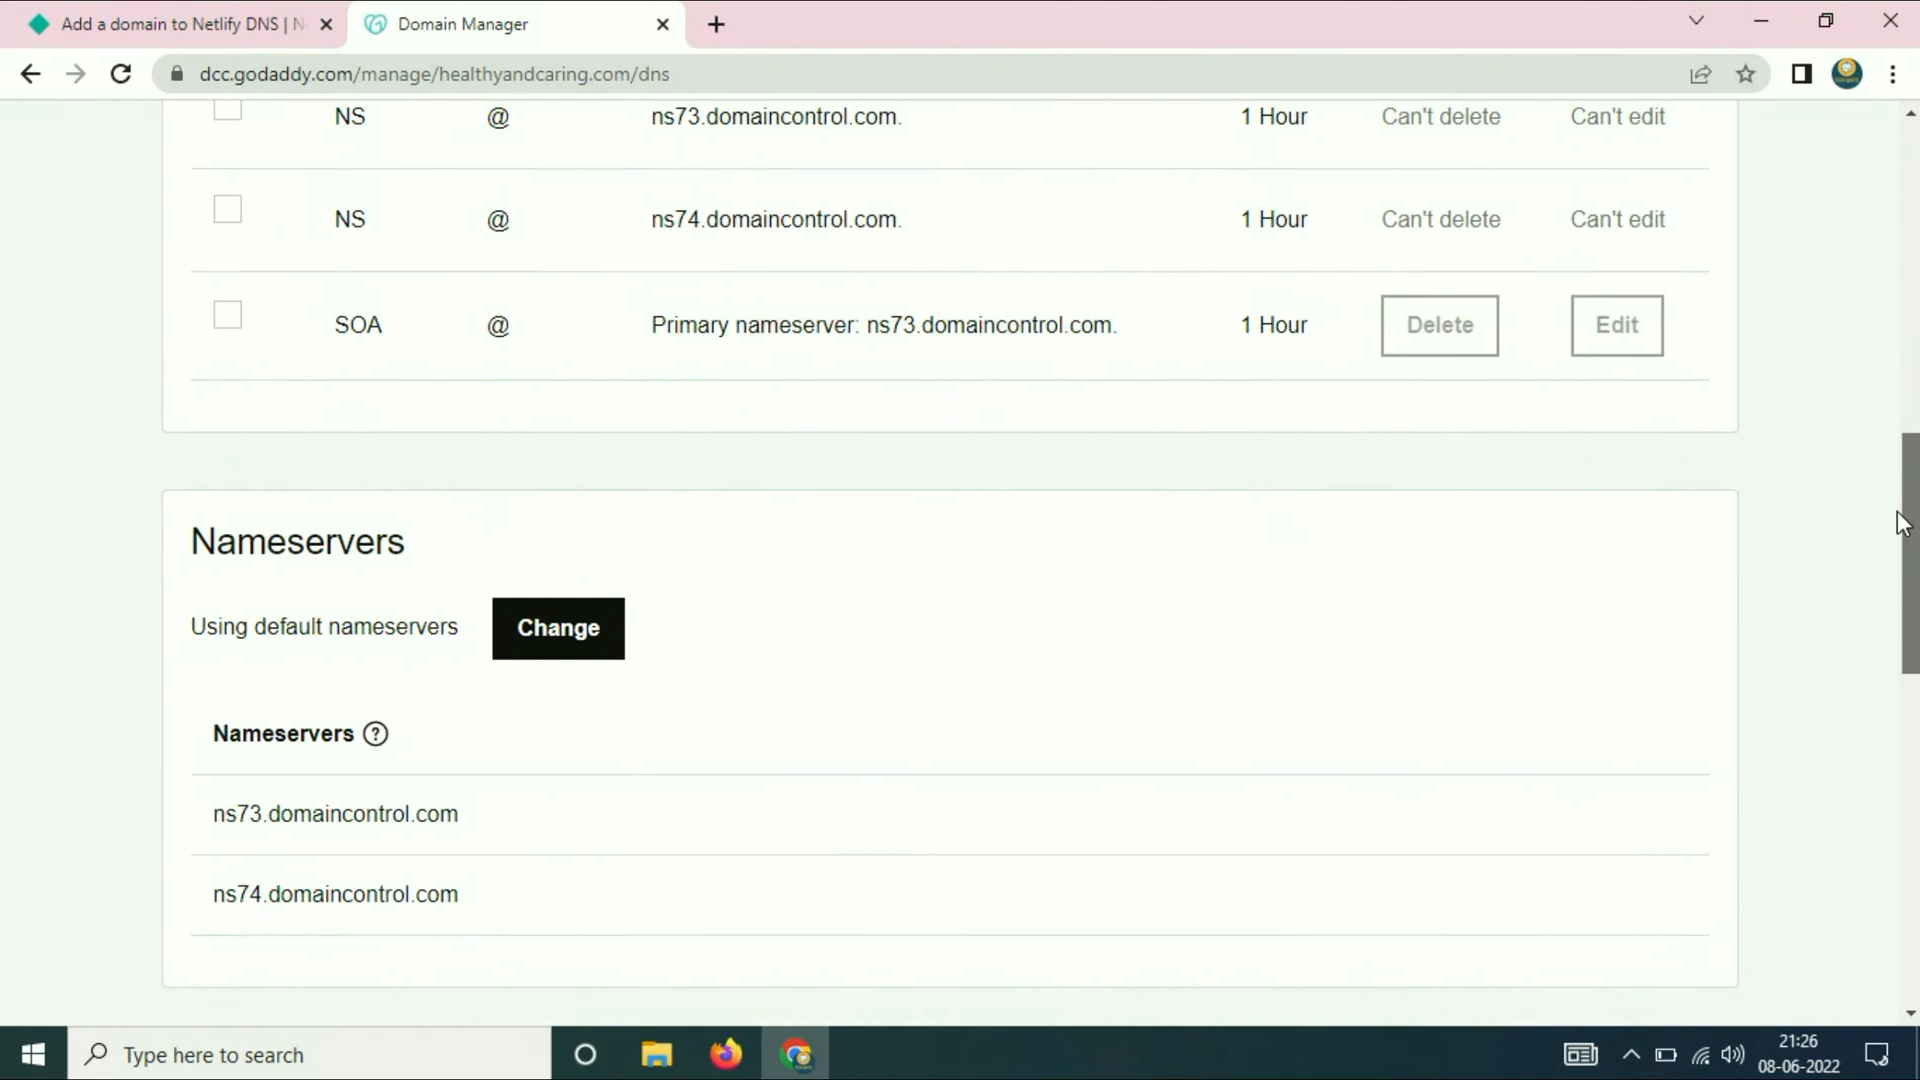 Add a domain to Netlify DNS | N
Domain Manager
dcc.godaddy.com/manage/healthyandcaring.com/dns
NS @ ns73.domaincontrol.com. 1 Hour Can't delete Can't edit
NS @ ns74.domaincontrol.com. 1 Hour Can't delete Can't edit
SOA @ Primary nameserver: ns73.domaincontrol.com. 1 Hour Delete Edit
Nameservers
Using default nameservers Change
Nameservers ?
ns73.domaincontrol.com
ns74.domaincontrol.com
Type here to search
21:26
08-06-2022